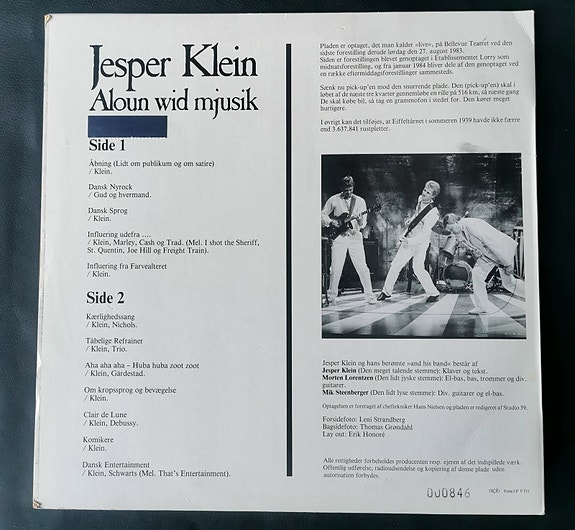 Jesper Klein
Aloun wid mjusik
Side 1
Åbning (Lidt om publikum og om satire)
/ Klein.
Dansk Nyrock
/ Gud og hvermand.
Dansk Sprog
/ Klein.
Influering udefra ....
/ Klein, Marley, Cash og Trad. (Mel. I shot the Sheriff,
St. Quentin, Joe Hill og Freight Train).
Influering fra Farvealteret
/ Klein.
Side 2
Kærlighedssang
/ Klein, Nichols.
Tåbelige Refrainer
/ Klein, Trio.
Aha aha aha – Huba huba zoot zoot
/ Klein, Gärdestad.
Om kropssprog og bevægelse
/ Klein.
Clair de Lune
/ Klein, Debussy.
Komikere
/ Klein.
Dansk Entertainment
/ Klein, Schwarts (Mel. That's Entertainment).
Pladen er optaget, det man kalder »live«, på Bellevue Teatret ved den
sidste forestilling derude lørdag den 27. august 1983.
Siden er forestillingen blevet genoptaget i Etablissementet Lorry som
midnatsforestilling, og fra januar 1984 bliver dele af den genoptaget ved
en række eftermiddagsforestillinger sammesteds.
Sænk nu pick-up'en mod den snurrende plade. Den (pick-up'en) skal i
løbet af de næste tre kvarter gennemløbe en rille på 516 km, så næste gang
De skal købe bil, så tag en grammofon i stedet for. Den kører meget
hurtigere.
I øvrigt kan det tilføjes, at Eiffeltårnet i sommeren 1939 havde ikke færre
end 3.637.841 rustpletter.
Jesper Klein og hans berømte »and his band« består af
Jesper Klein (Den meget talende stemme): Klaver og tekst.
Morten Lorentzen (Den lidt jyske stemme): El-bas, bas, trommer og div.
guitarer.
Mik Steenberger (Den lidt lyse stemme): Div. guitarer og el-bas.
Optagelsen er foretaget af cheftekniker Hans Nielsen og pladen er redigeret af Studio 39.
Forsidefoto: Leni Strandberg
Bagsidefoto: Thomas Grøndahl
Lay out: Erik Honoré
Alle rettigheder forbeholdes producenten resp. ejeren af det indspillede værk.
Offentlig udførelse, radioudsendelse og kopiering af denne plade uden
autorisation forbydes.
000846